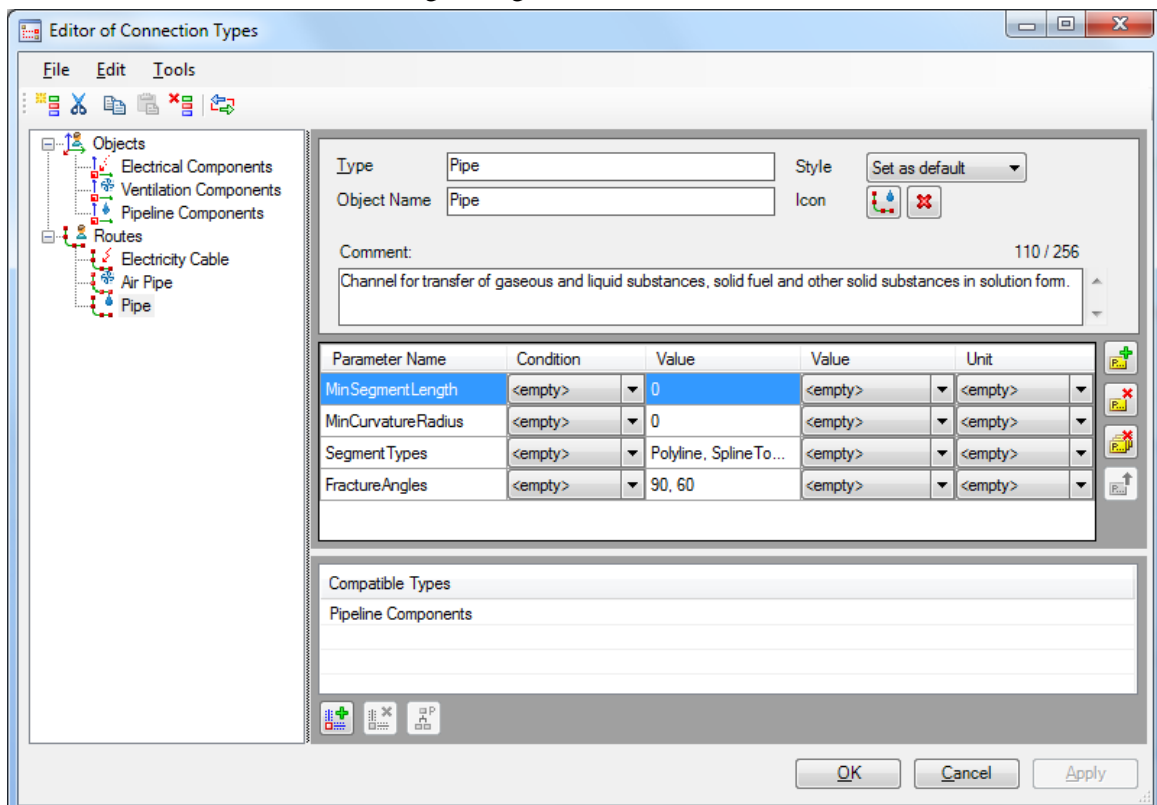 Editor of Connection Types
File Edit Tools
Objects
Electrical Components
Ventilation Components
Pipeline Components
Routes
Electricity Cable
Air Pipe
Pipe
Type Pipe Style Set as default
Object Name Pipe Icon
Comment: 110 / 256
Channel for transfer of gaseous and liquid substances, solid fuel and other solid substances in solution form.
Parameter Name Condition Value Value Unit
MinSegmentLength <empty> 0 <empty> <empty>
MinCurvatureRadius <empty> 0 <empty> <empty>
SegmentTypes <empty> Polyline, SplineTo... <empty> <empty>
FractureAngles <empty> 90, 60 <empty> <empty>
P...
P...
P...
P...
Compatible Types
Pipeline Components
P
OK Cancel Apply